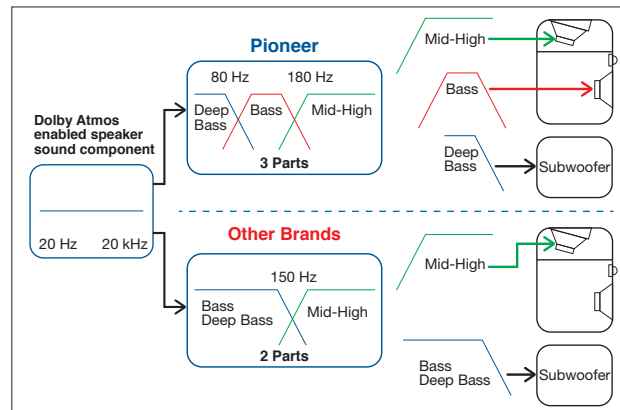 Pioneer
80 Hz 180 Hz
Deep
Bass
Bass
Mid-High
3 Parts
Mid-High
Bass
Deep
Bass
Subwoofer
Dolby Atmos
enabled speaker
sound component
20 Hz 20 kHz
Other Brands
150 Hz
Bass
Deep Bass
Mid-High
2 Parts
Mid-High
Bass
Deep Bass
Subwoofer